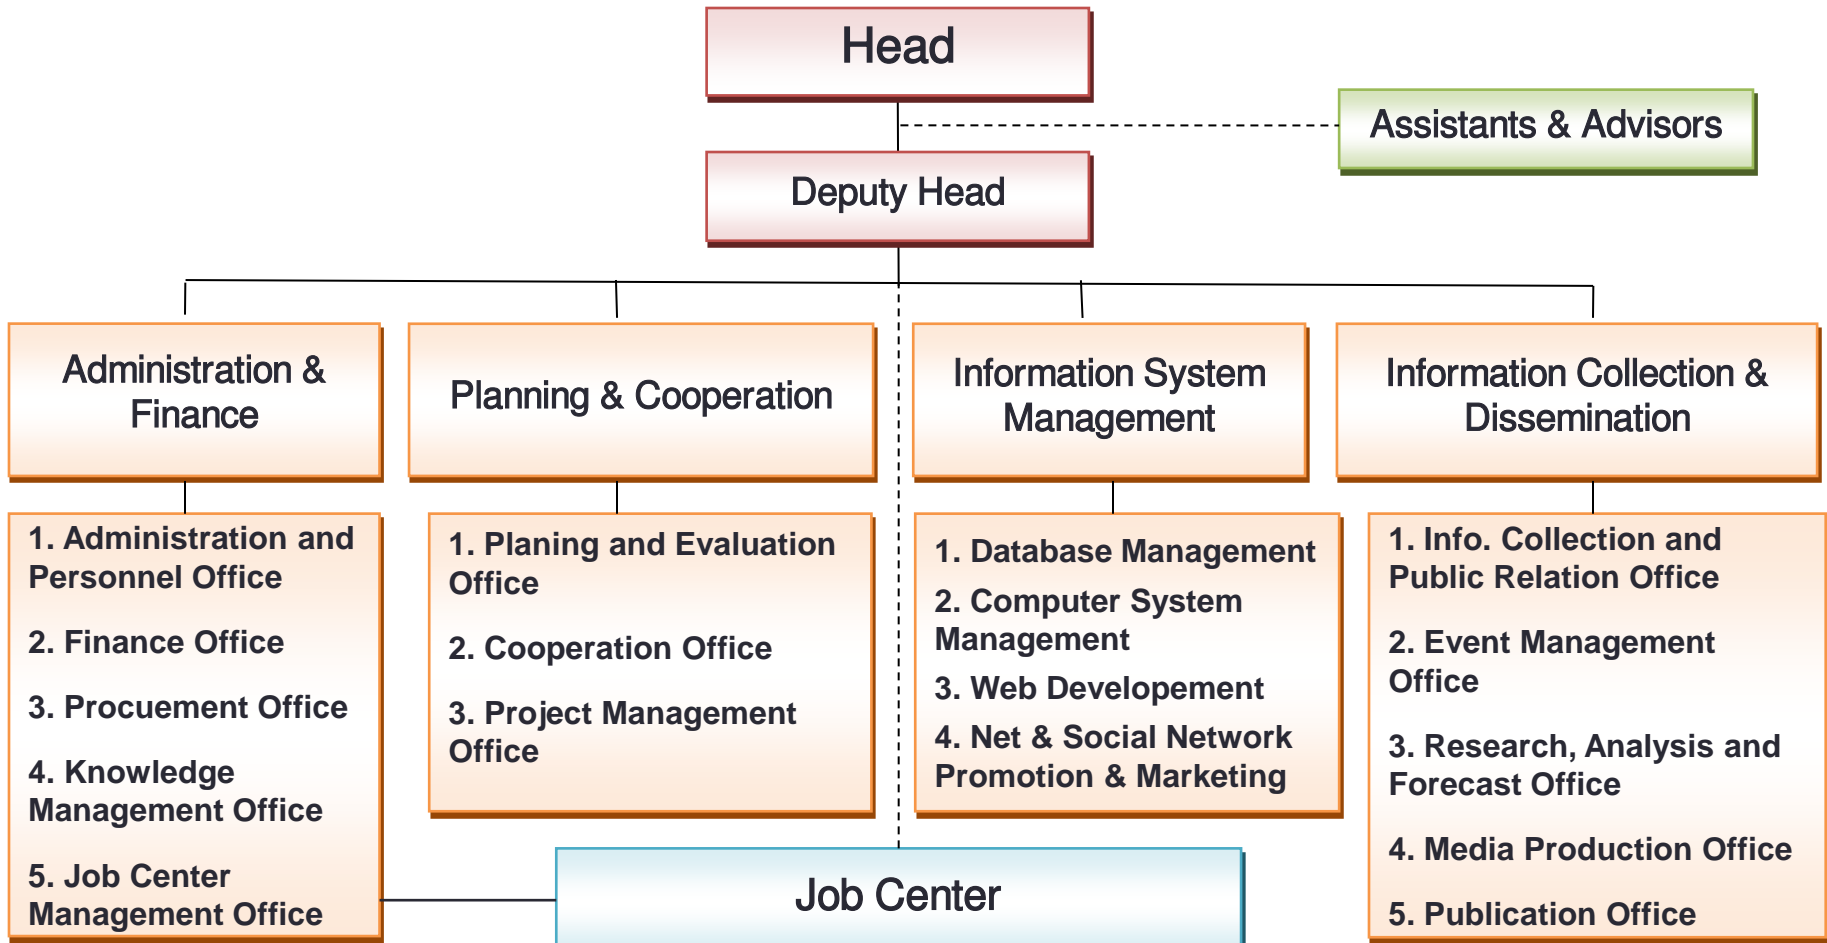 Head
Assistants & Advisors
Deputy Head
Administration &
Finance
Planning & Cooperation
Information System
Management
Information Collection &
Dissemination
1. Administration and
Personnel Office
2. Finance Office
3. Procuement Office
4. Knowledge
Management Office
5. Job Center
Management Office
1. Planing and Evaluation
Office
2. Cooperation Office
3. Project Management
Office
1. Database Management
2. Computer System
Management
3. Web Developement
4. Net & Social Network
Promotion & Marketing
1. Info. Collection and
Public Relation Office
2. Event Management
Office
3. Research, Analysis and
Forecast Office
4. Media Production Office
5. Publication Office
Job Center